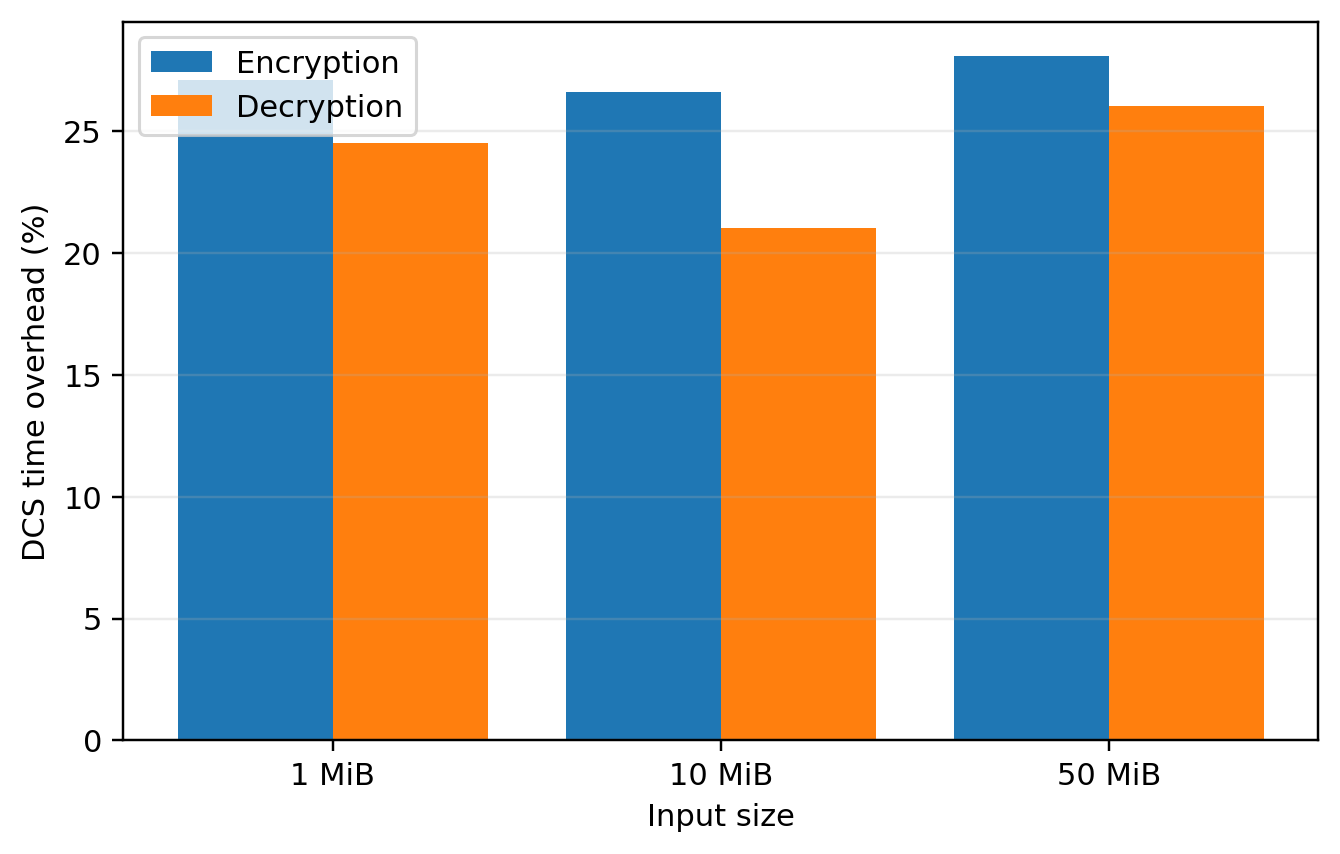 Encryption
Decryption
DCS time overhead (%)
25
20
15
10
5
0
1 MiB
10 MiB
50 MiB
Input size